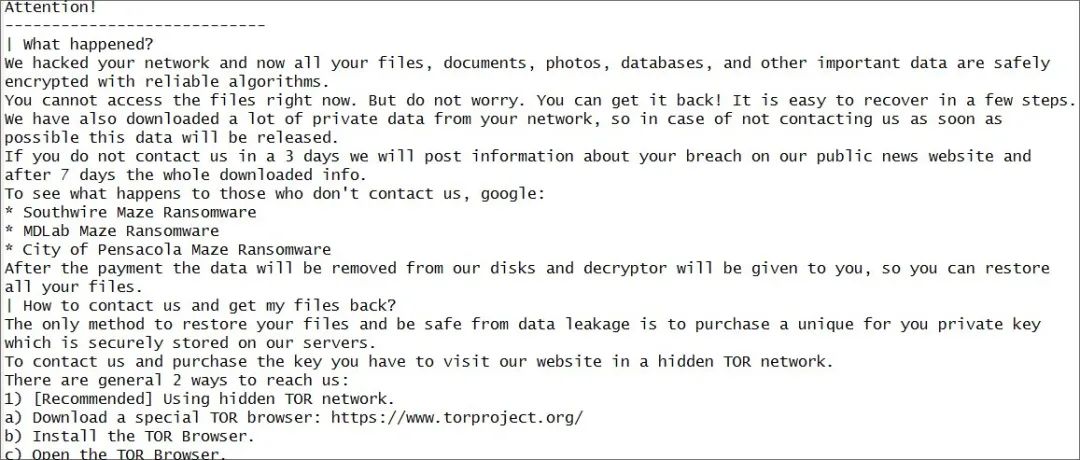 Attention!
----------------------------
| What happened?
We hacked your network and now all your files, documents, photos, databases, and other important data are safely
encrypted with reliable algorithms.
You cannot access the files right now. But do not worry. You can get it back! It is easy to recover in a few steps.
We have also downloaded a lot of private data from your network, so in case of not contacting us as soon as
possible this data will be released.
If you do not contact us in a 3 days we will post information about your breach on our public news website and
after 7 days the whole downloaded info.
To see what happens to those who don't contact us, google:
* Southwire Maze Ransomware
* MDLab Maze Ransomware
* City of Pensacola Maze Ransomware
After the payment the data will be removed from our disks and decryptor will be given to you, so you can restore
all your files.
| How to contact us and get my files back?
The only method to restore your files and be safe from data leakage is to purchase a unique for you private key
which is securely stored on our servers.
To contact us and purchase the key you have to visit our website in a hidden TOR network.
There are general 2 ways to reach us:
1) [Recommended] Using hidden TOR network.
a) Download a special TOR browser: https://www.torproject.org/
b) Install the TOR Browser.
c) Open the TOR Browser.